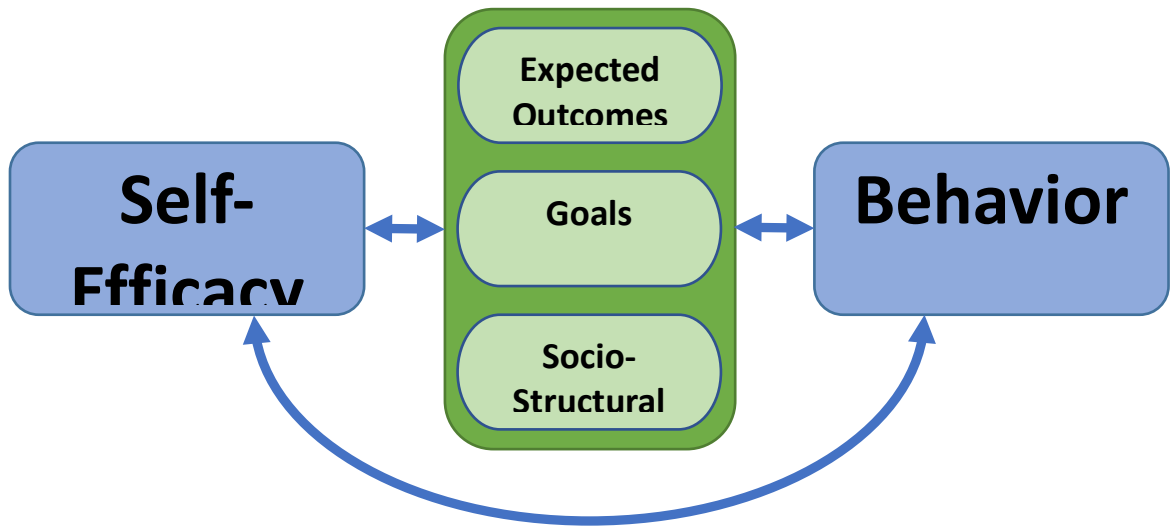 Self-
Efficacy
Expected
Outcomes
Goals
Socio-
Structural
Behavior